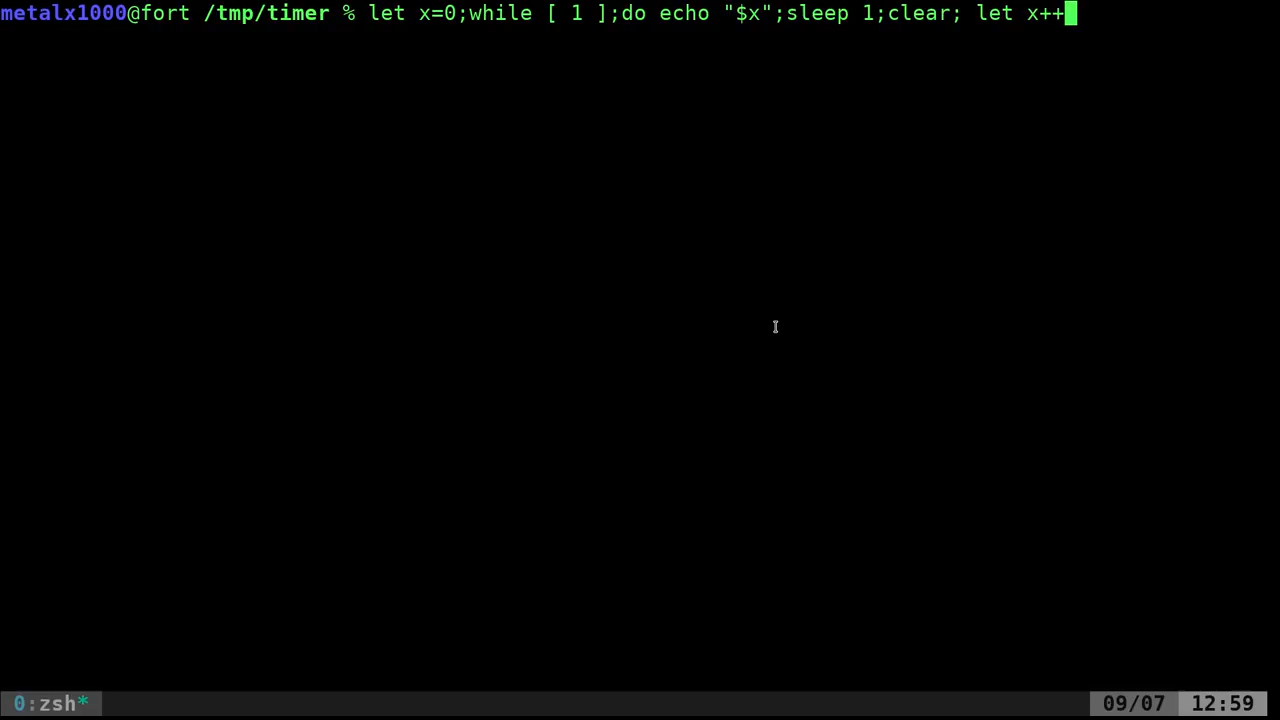 metalx1000@fort /tmp/timer % let x=0;while [ 1 ];do echo "$x";sleep 1;clear; let x++
0:zsh* 09/07 12:59